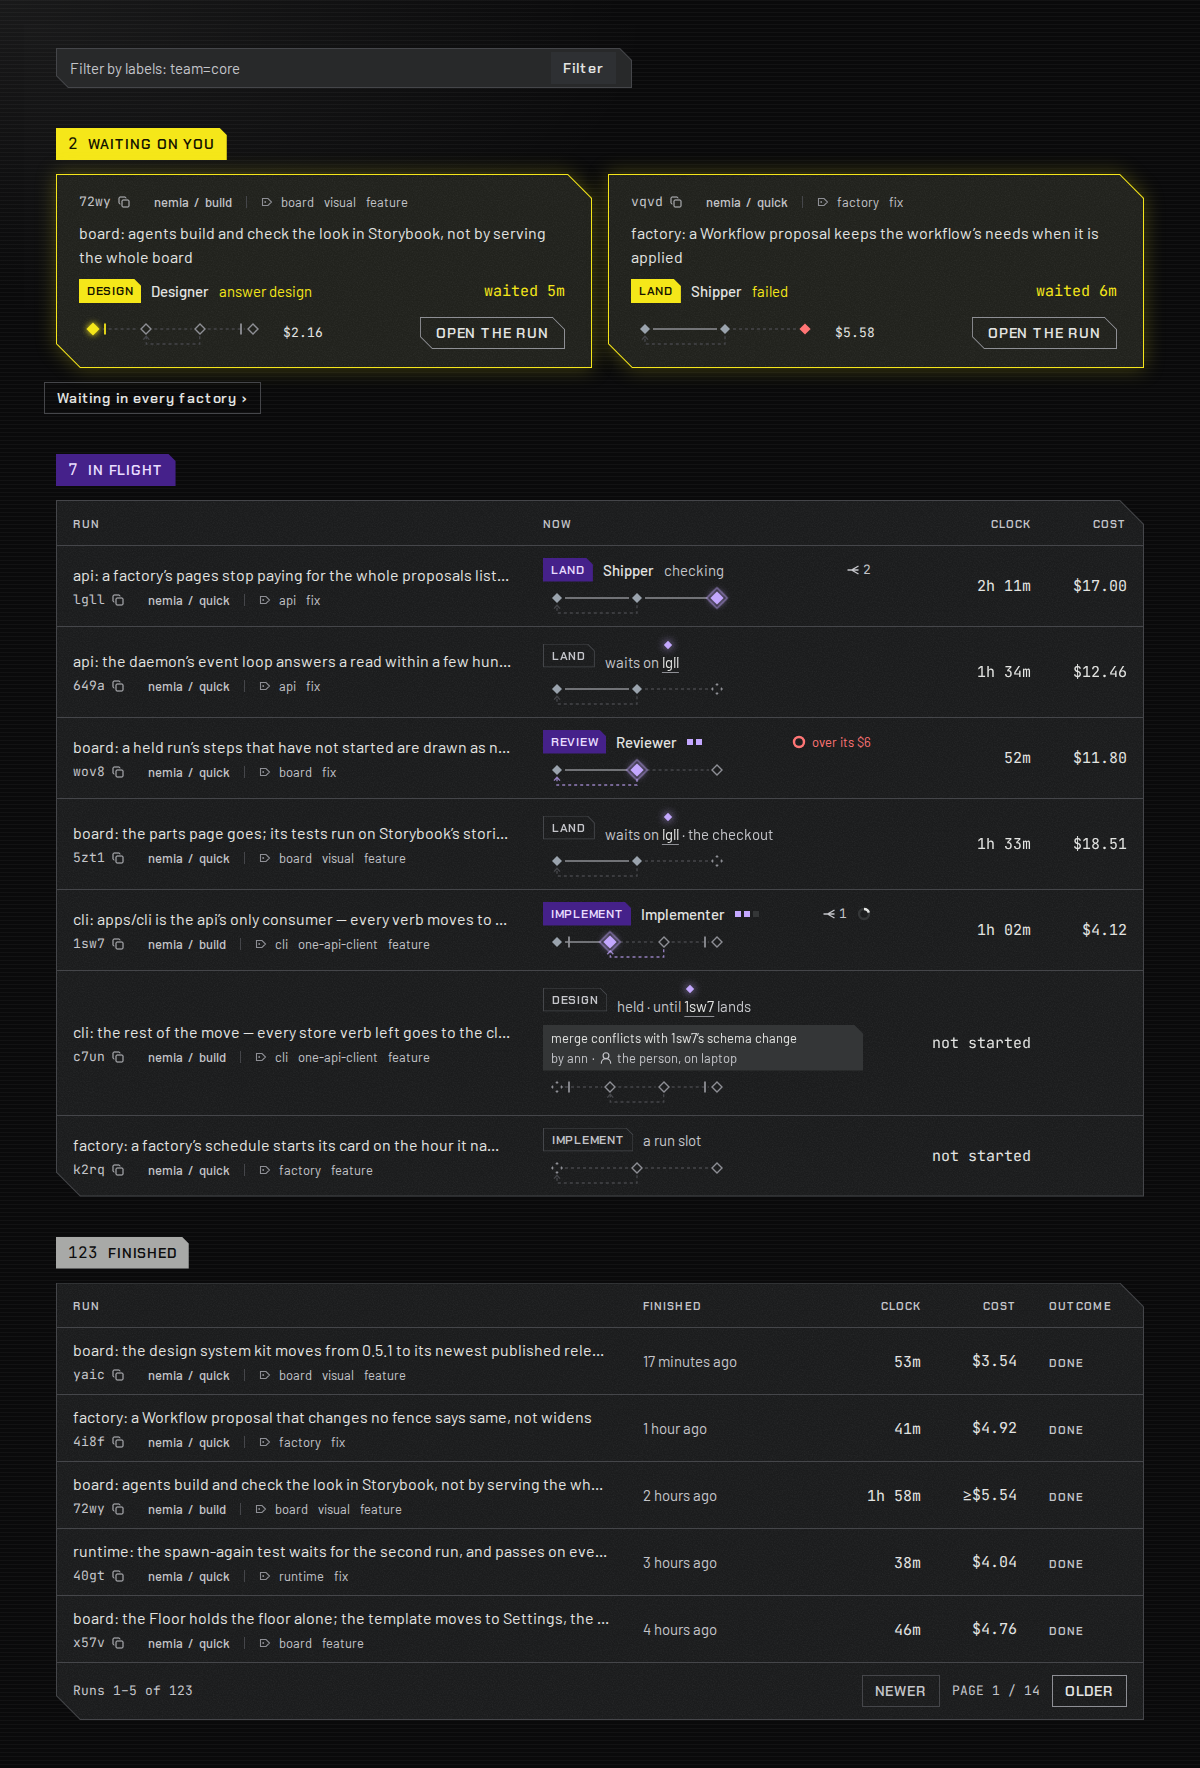 Filter by labels: team=core
Filter
2 WAITING ON YOU
72wy nemla / build board visual feature
board: agents build and check the look in Storybook, not by serving
the whole board
DESIGN Designer answer design waited 5m
$2.16 OPEN THE RUN
vqvd nemla / quick factory fix
factory: a Workflow proposal keeps the workflow's needs when it is
applied
LAND Shipper failed waited 6m
$5.58 OPEN THE RUN
Waiting in every factory ›
7 IN FLIGHT
RUN NOW CLOCK COST
api: a factory's pages stop paying for the whole proposals list...
lgll nemla / quick api fix
LAND Shipper checking 2
2h 11m $17.00
api: the daemon's event loop answers a read within a few hun...
649a nemla / quick api fix
LAND waits on lgll
1h 34m $12.46
board: a held run's steps that have not started are drawn as n...
wov8 nemla / quick board fix
REVIEW Reviewer over its $6
52m $11.80
board: the parts page goes; its tests run on Storybook's stori...
5zt1 nemla / quick board visual feature
LAND waits on lgll · the checkout
1h 33m $18.51
cli: apps/cli is the api's only consumer — every verb moves to ...
1sw7 nemla / build cli one-api-client feature
IMPLEMENT Implementer 1
1h 02m $4.12
cli: the rest of the move — every store verb left goes to the cl...
c7un nemla / build cli one-api-client feature
DESIGN held · until 1sw7 lands
merge conflicts with 1sw7's schema change
by ann · the person, on laptop
not started
factory: a factory's schedule starts its card on the hour it na...
k2rq nemla / quick factory feature
IMPLEMENT a run slot
not started
123 FINISHED
RUN FINISHED CLOCK COST OUTCOME
board: the design system kit moves from 0.5.1 to its newest published rele...
yaic nemla / quick board visual feature
17 minutes ago 53m $3.54 DONE
factory: a Workflow proposal that changes no fence says same, not widens
4i8f nemla / quick factory fix
1 hour ago 41m $4.92 DONE
board: agents build and check the look in Storybook, not by serving the wh...
72wy nemla / build board visual feature
2 hours ago 1h 58m ≥$5.54 DONE
runtime: the spawn-again test waits for the second run, and passes on eve...
40gt nemla / quick runtime fix
3 hours ago 38m $4.04 DONE
board: the Floor holds the floor alone; the template moves to Settings, the ...
x57v nemla / quick board feature
4 hours ago 46m $4.76 DONE
Runs 1–5 of 123 NEWER PAGE 1 / 14 OLDER